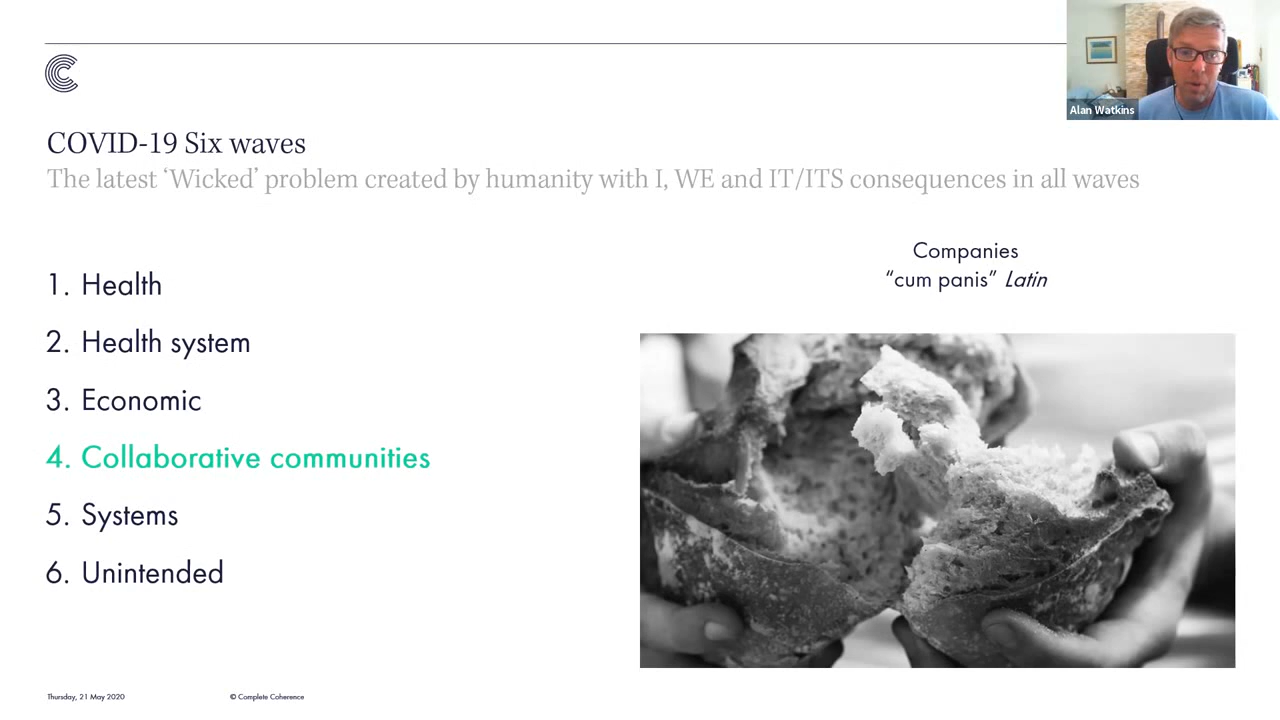 Alan Watkins
COVID-19 Six waves
The latest ‘Wicked’ problem created by humanity with I, WE and IT/ITS consequences in all waves
Companies
“cum panis” Latin
1. Health
2. Health system
3. Economic
4. Collaborative communities
5. Systems
6. Unintended
Thursday, 21 May 2020
© Complete Coherence